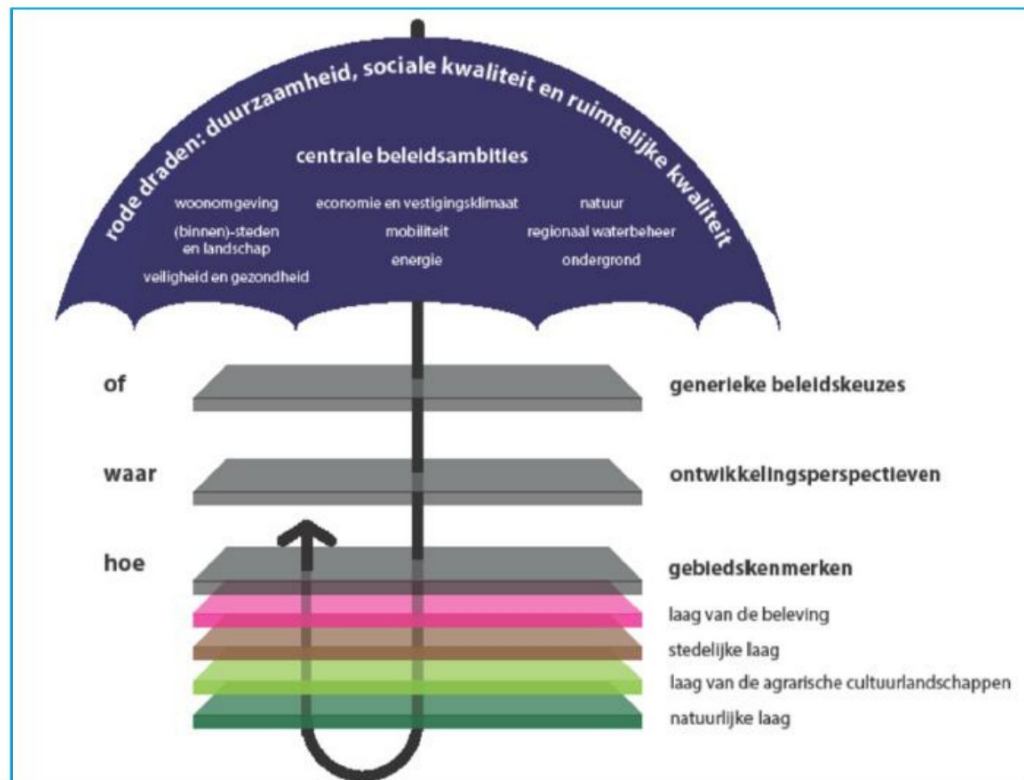 rode draden: duurzaamheid, sociale kwaliteit en ruimtelijke kwaliteit
centrale beleidsambities
woonomgeving
(binnen)-steden
en landschap
veiligheid en gezondheid
economie en vestigingsklimaat
mobiliteit
energie
natuur
regionaal waterbeheer
ondergrond
of
generieke beleidskeuzes
waar
ontwikkelingsperspectieven
hoe
gebiedskenmerken
laag van de beleving
stedelijke laag
laag van de agrarische cultuurlandschappen
natuurlijke laag